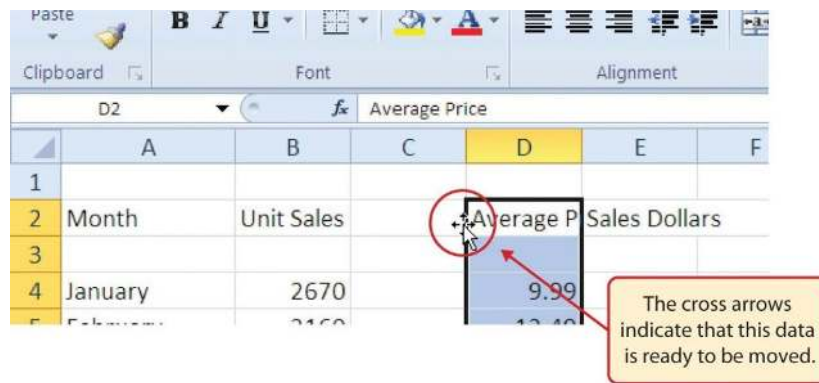 Paste
B I U A
Clipboard Font Alignment
D2 fx Average Price
A B C D E F
1
2 Month Unit Sales Average P Sales Dollars
3
4 January 2670 9.99
The cross arrows
indicate that this data
is ready to be moved.